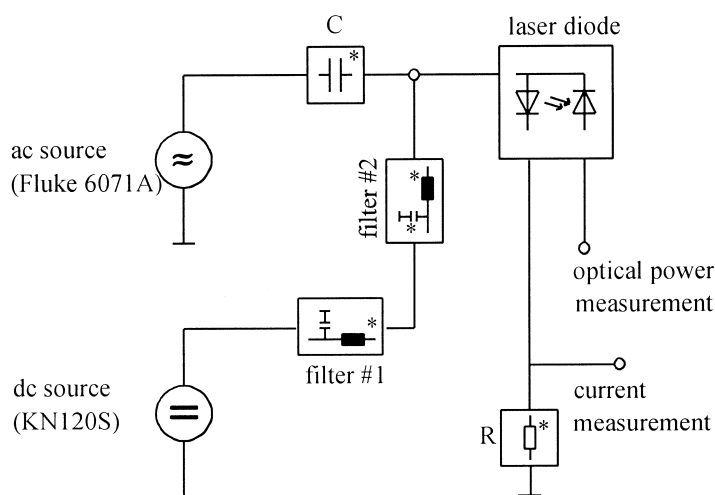 C
laser diode
ac source
(Fluke 6071A)
filter #2
optical power
measurement
filter #1
dc source
(KN120S)
current
measurement
R